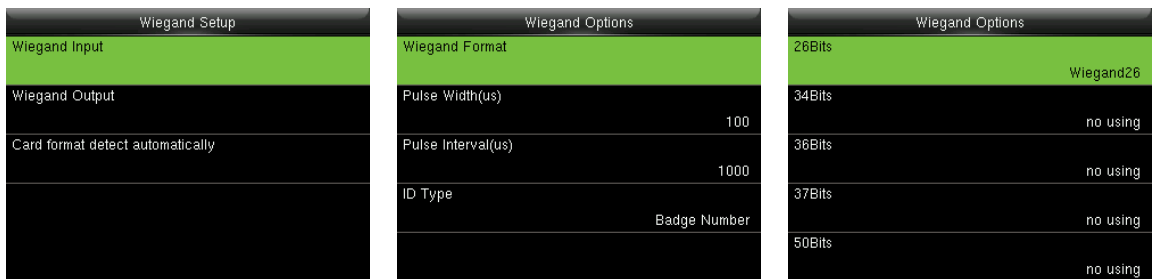 Wiegand Setup
Wiegand Input
Wiegand Output
Card format detect automatically
Wiegand Options
Wiegand Format
Pulse Width(us)
100
Pulse Interval(us)
1000
ID Type
Badge Number
Wiegand Options
26Bits
Wiegand26
34Bits
no using
36Bits
no using
37Bits
no using
50Bits
no using